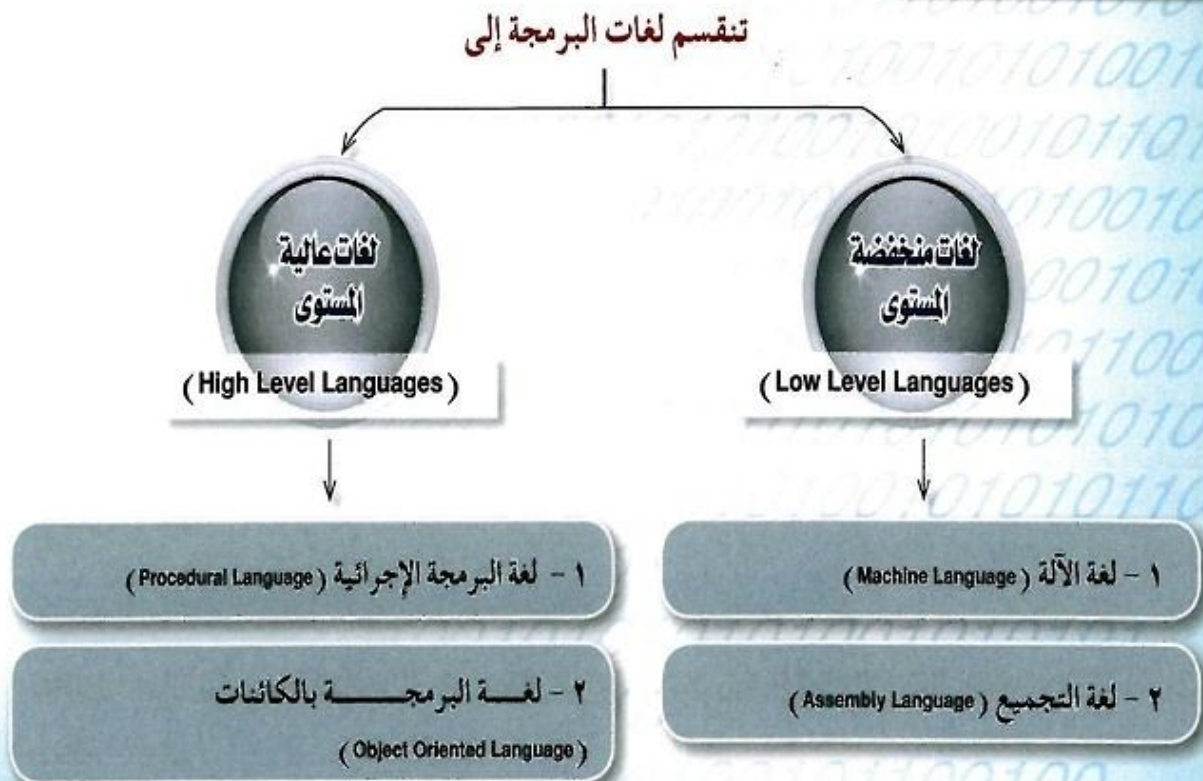 تنقسم لغات البرمجة إلى
لغات منخفضة
المستوى
(Low Level Languages)
١ - لغة الآلة (Machine Language)
٢ - لغة التجميع (Assembly Language)
لغات عالية
المستوى
(High Level Languages)
١ - لغة البرمجة الإجرائية (Procedural Language)
٢ - لغة البرمجة بالكائنات
(Object Oriented Language)